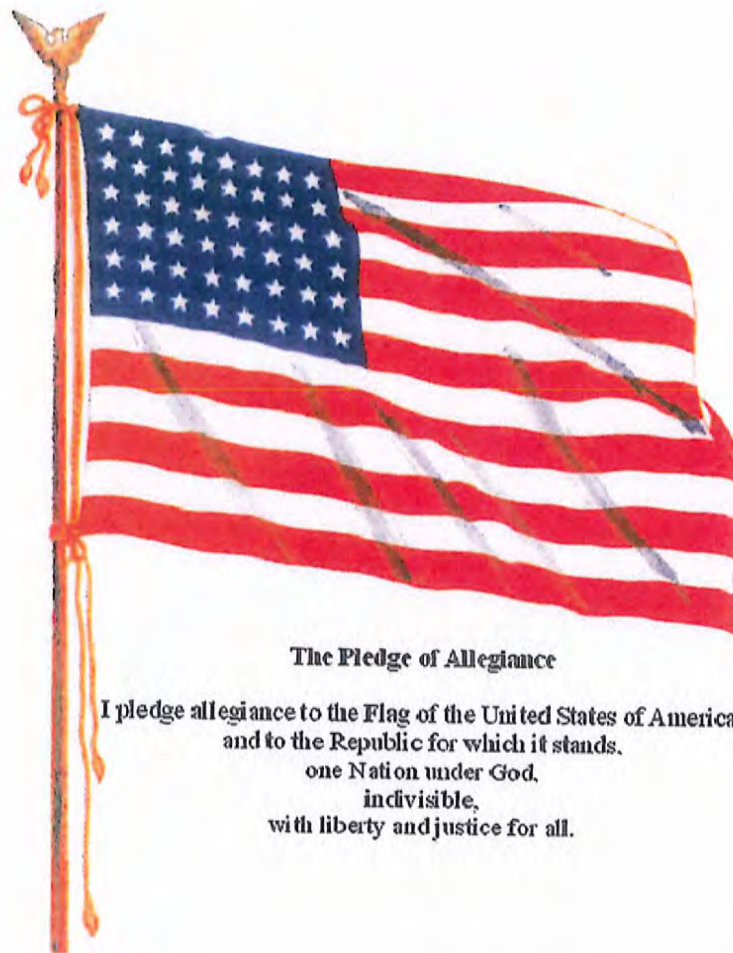 The Pledge of Allegiance
I pledge allegiance to the Flag of the United States of America
and to the Republic for which it stands.
one Nation under God,
indivisible,
with liberty and justice for all.